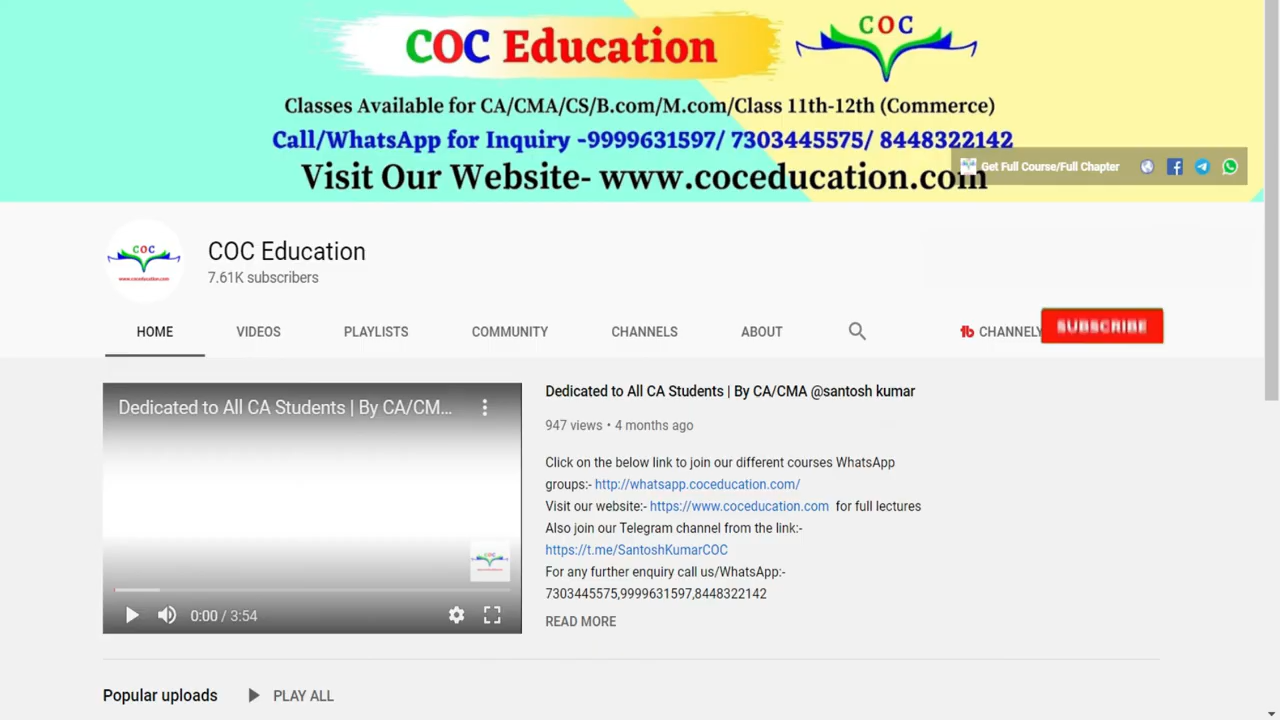 COC Education
COC
Classes Available for CA/CMA/CS/B.com/M.com/Class 11th-12th (Commerce)
Call/WhatsApp for Inquiry -9999631597/ 7303445575/ 8448322142
Get Full Course/Full Chapter
Visit Our Website- www.coceducation.com
COC
www.coceducation.com
COC Education
7.61K subscribers
HOME VIDEOS PLAYLISTS COMMUNITY CHANNELS ABOUT CHANNELY SUBSCRIBE
Dedicated to All CA Students | By CA/CM...
Dedicated to All CA Students | By CA/CMA @santosh kumar
947 views • 4 months ago
Click on the below link to join our different courses WhatsApp
groups:- http://whatsapp.coceducation.com/
Visit our website:- https://www.coceducation.com for full lectures
Also join our Telegram channel from the link:-
https://t.me/SantoshKumarCOC
For any further enquiry call us/WhatsApp:-
7303445575,9999631597,8448322142
READ MORE
COC
0:00 / 3:54
Popular uploads PLAY ALL